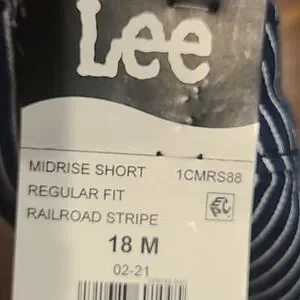 Lee
MIDRISE SHORT 1CMRS88
REGULAR FIT
RAILROAD STRIPE
18 M
02-21